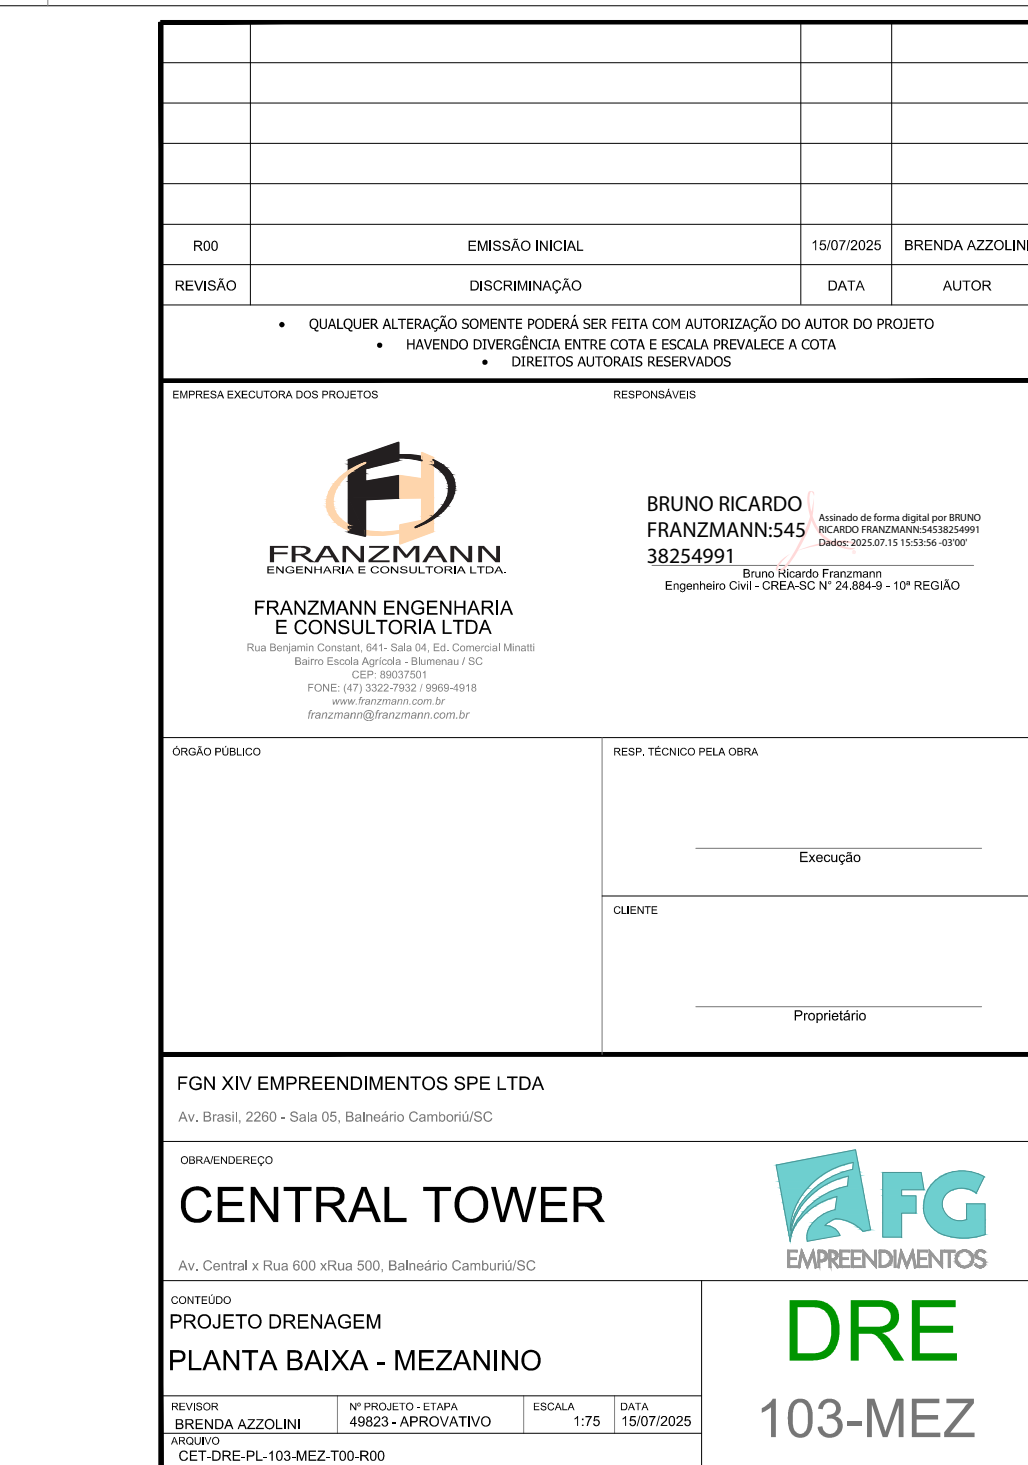 R00 EMISSÃO INICIAL 15/07/2025 BRENDA AZZOLINI
REVISÃO DISCRIMINAÇÃO DATA AUTOR
• QUALQUER ALTERAÇÃO SOMENTE PODERÁ SER FEITA COM AUTORIZAÇÃO DO AUTOR DO PROJETO
• HAVENDO DIVERGÊNCIA ENTRE COTA E ESCALA PREVALECE A COTA
• DIREITOS AUTORAIS RESERVADOS
EMPRESA EXECUTORA DOS PROJETOS
FRANZMANN
ENGENHARIA E CONSULTORIA LTDA.
FRANZMANN ENGENHARIA
E CONSULTORIA LTDA
Rua Benjamin Constant, 641- Sala 04, Ed. Comercial Minatti
Bairro Escola Agrícola - Blumenau / SC
CEP: 89037501
FONE: (47) 3322-7932 / 9969-4918
www.franzmann.com.br
franzmann@franzmann.com.br
RESPONSÁVEIS
BRUNO RICARDO
FRANZMANN:545
38254991
Assinado de forma digital por BRUNO
RICARDO FRANZMANN:54538254991
Dados: 2025.07.15 15:53:56 -03'00'
Bruno Ricardo Franzmann
Engenheiro Civil - CREA-SC N° 24.884-9 - 10ª REGIÃO
ÓRGÃO PÚBLICO
RESP. TÉCNICO PELA OBRA
Execução
CLIENTE
Proprietário
FGN XIV EMPREENDIMENTOS SPE LTDA
Av. Brasil, 2260 - Sala 05, Balneário Camboriú/SC
OBRA/ENDEREÇO
CENTRAL TOWER
Av. Central x Rua 600 xRua 500, Balneário Camburiú/SC
FG
EMPREENDIMENTOS
CONTEÚDO
PROJETO DRENAGEM
PLANTA BAIXA - MEZANINO
DRE
103-MEZ
REVISOR
BRENDA AZZOLINI
Nº PROJETO - ETAPA
49823 - APROVATIVO
ESCALA
1:75
DATA
15/07/2025
ARQUIVO
CET-DRE-PL-103-MEZ-T00-R00